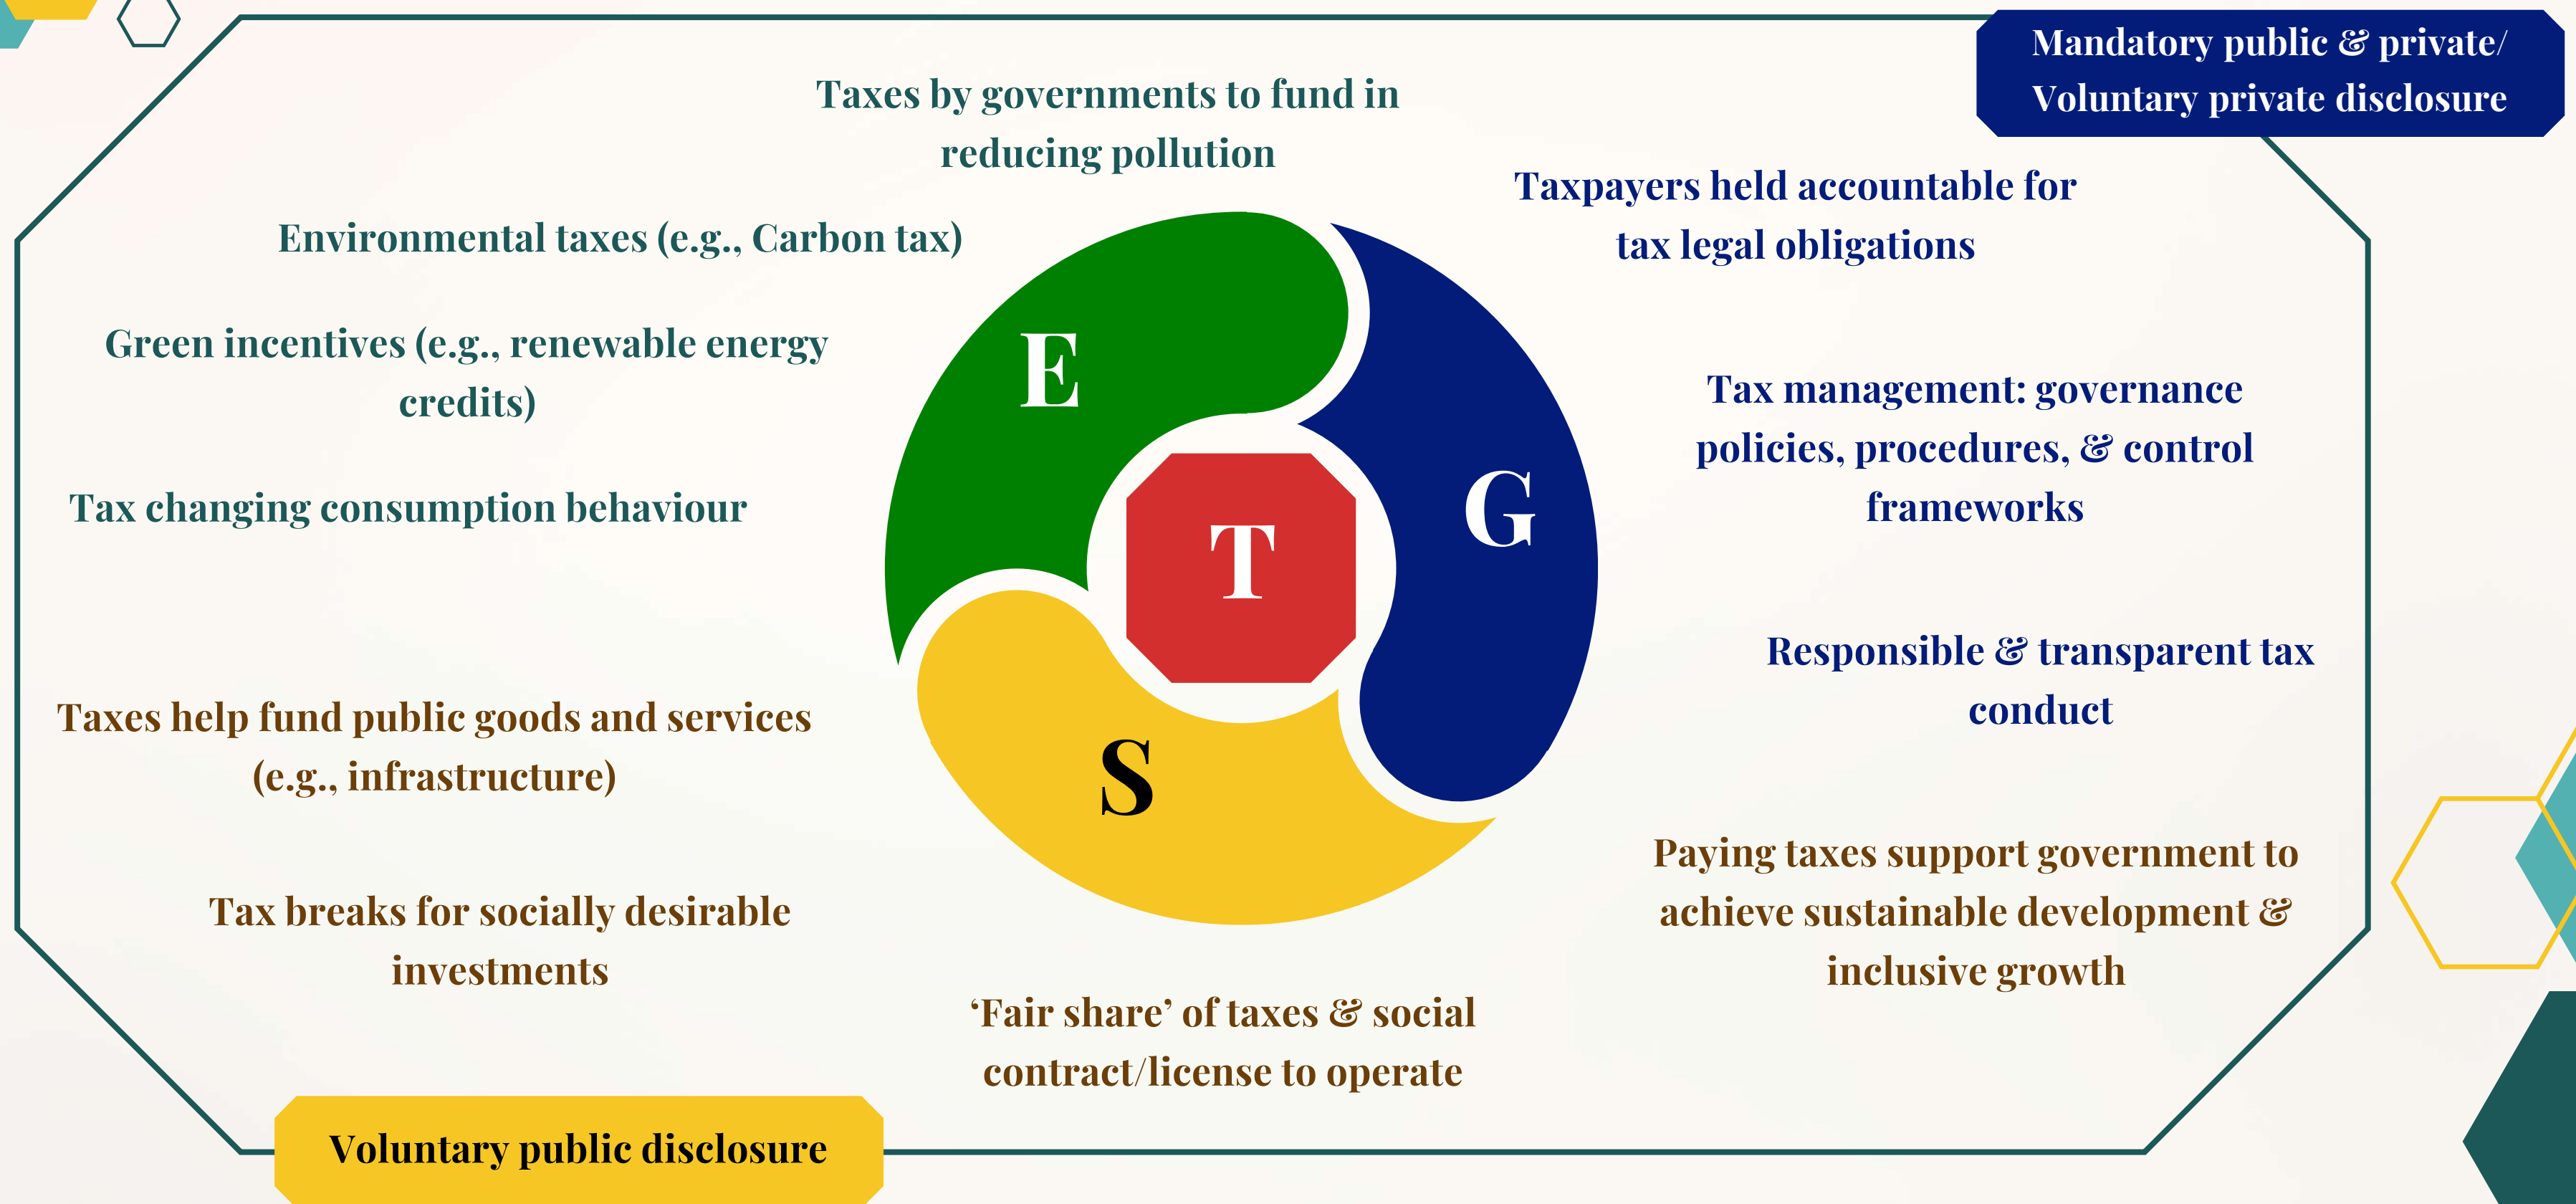 Mandatory public & private/
Voluntary private disclosure
Taxes by governments to fund in
reducing pollution
Environmental taxes (e.g., Carbon tax)
Green incentives (e.g., renewable energy
credits)
Tax changing consumption behaviour
E
Taxpayers held accountable for
tax legal obligations
Tax management: governance
policies, procedures, & control
frameworks
Responsible & transparent tax
conduct
G
T
S
Taxes help fund public goods and services
(e.g., infrastructure)
Tax breaks for socially desirable
investments
‘Fair share’ of taxes & social
contract/license to operate
Paying taxes support government to
achieve sustainable development &
inclusive growth
Voluntary public disclosure